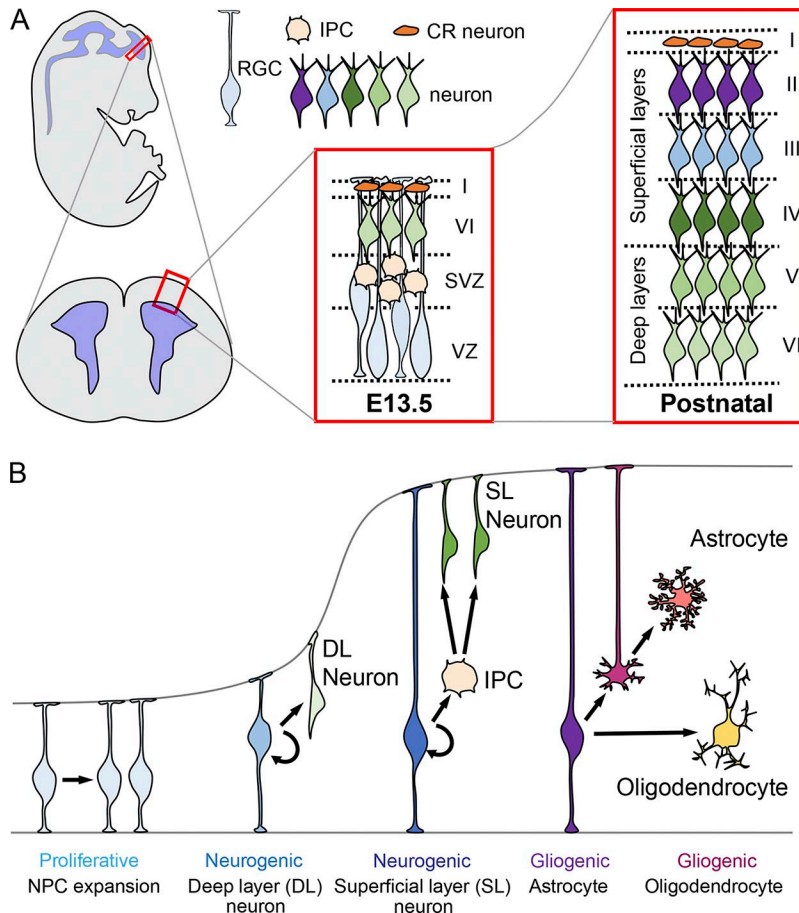 A
RGC
IPC
CR neuron
neuron
I
VI
SVZ
VZ
E13.5
Superficial layers
Deep layers
I
II
III
IV
V
VI
Postnatal
B
DL
Neuron
SL
Neuron
IPC
Astrocyte
Oligodendrocyte
Proliferative
NPC expansion
Neurogenic
Deep layer (DL)
neuron
Neurogenic
Superficial layer (SL)
neuron
Gliogenic
Astrocyte
Gliogenic
Oligodendrocyte